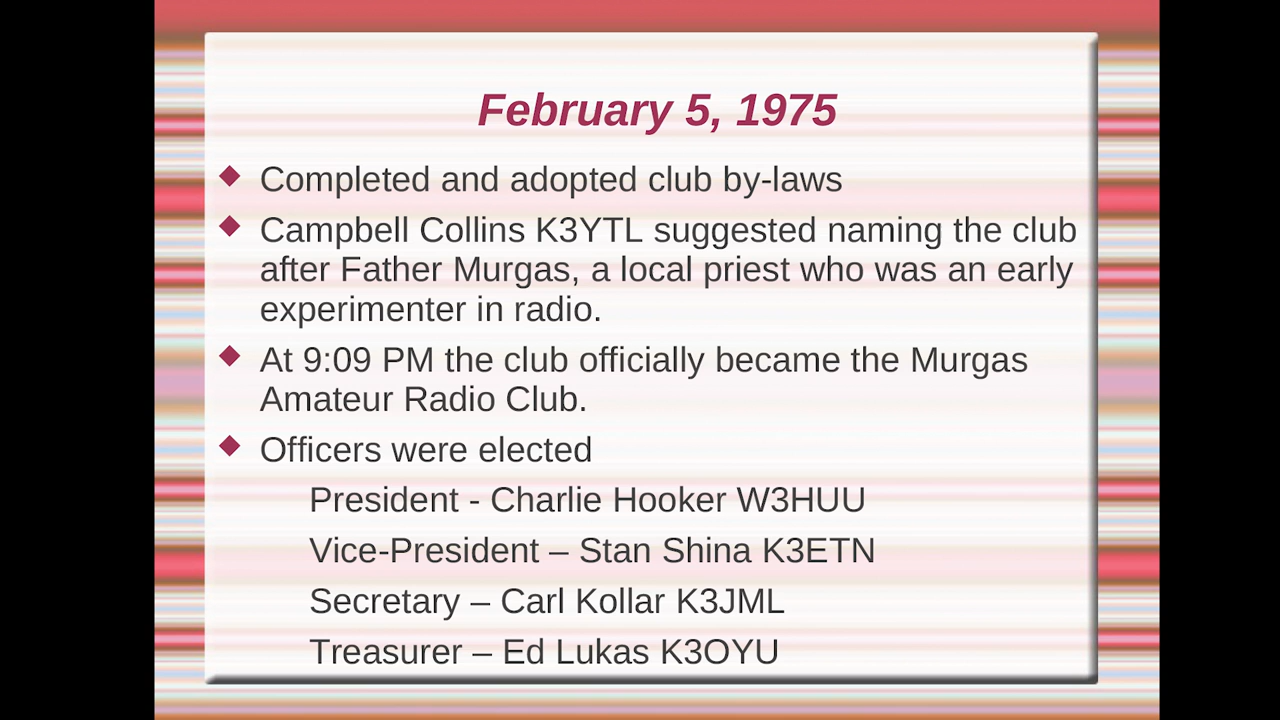 February 5, 1975
Completed and adopted club by-laws
Campbell Collins K3YTL suggested naming the club
after Father Murgas, a local priest who was an early
experimenter in radio.
At 9:09 PM the club officially became the Murgas
Amateur Radio Club.
Officers were elected
President - Charlie Hooker W3HUU
Vice-President – Stan Shina K3ETN
Secretary – Carl Kollar K3JML
Treasurer – Ed Lukas K3OYU